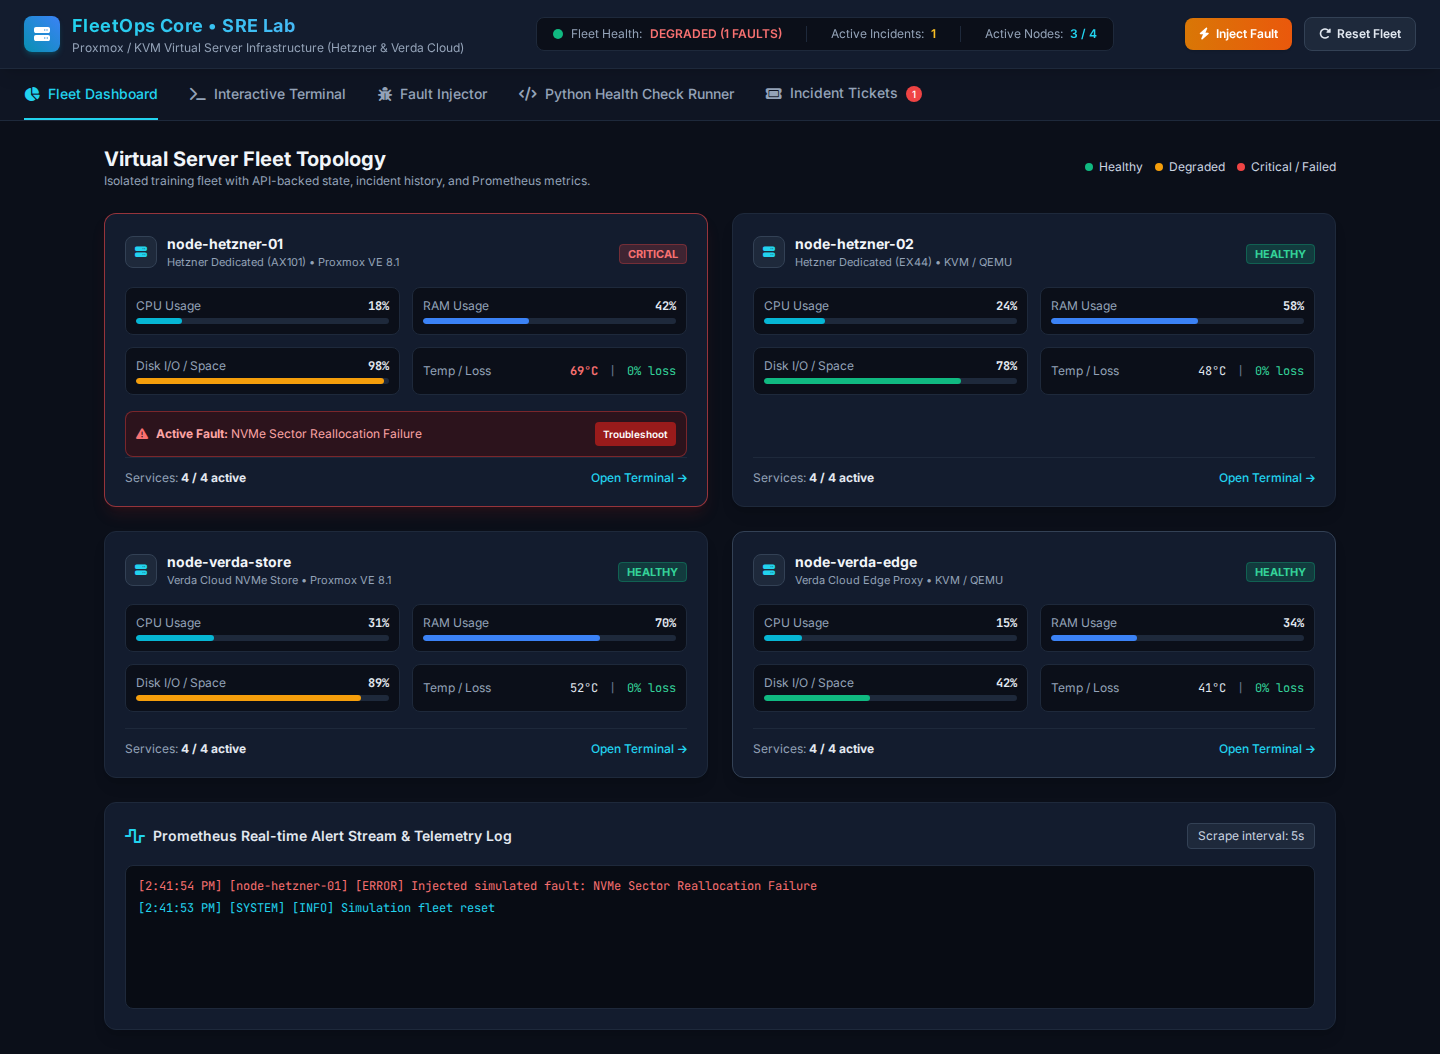 FleetOps Core • SRE Lab
Proxmox / KVM Virtual Server Infrastructure (Hetzner & Verda Cloud)
Fleet Health: DEGRADED (1 FAULTS)
Active Incidents: 1
Active Nodes: 3 / 4
Inject Fault
Reset Fleet
Fleet Dashboard
Interactive Terminal
Fault Injector
Python Health Check Runner
Incident Tickets 1
Virtual Server Fleet Topology
Isolated training fleet with API-backed state, incident history, and Prometheus metrics.
Healthy
Degraded
Critical / Failed
node-hetzner-01
Hetzner Dedicated (AX101) • Proxmox VE 8.1
CRITICAL
CPU Usage 18%
RAM Usage 42%
Disk I/O / Space 98%
Temp / Loss 69°C | 0% loss
Active Fault: NVMe Sector Reallocation Failure
Troubleshoot
Services: 4 / 4 active
Open Terminal →
node-hetzner-02
Hetzner Dedicated (EX44) • KVM / QEMU
HEALTHY
CPU Usage 24%
RAM Usage 58%
Disk I/O / Space 78%
Temp / Loss 48°C | 0% loss
Services: 4 / 4 active
Open Terminal →
node-verda-store
Verda Cloud NVMe Store • Proxmox VE 8.1
HEALTHY
CPU Usage 31%
RAM Usage 70%
Disk I/O / Space 89%
Temp / Loss 52°C | 0% loss
Services: 4 / 4 active
Open Terminal →
node-verda-edge
Verda Cloud Edge Proxy • KVM / QEMU
HEALTHY
CPU Usage 15%
RAM Usage 34%
Disk I/O / Space 42%
Temp / Loss 41°C | 0% loss
Services: 4 / 4 active
Open Terminal →
Prometheus Real-time Alert Stream & Telemetry Log
Scrape interval: 5s
[2:41:54 PM] [node-hetzner-01] [ERROR] Injected simulated fault: NVMe Sector Reallocation Failure
[2:41:53 PM] [SYSTEM] [INFO] Simulation fleet reset